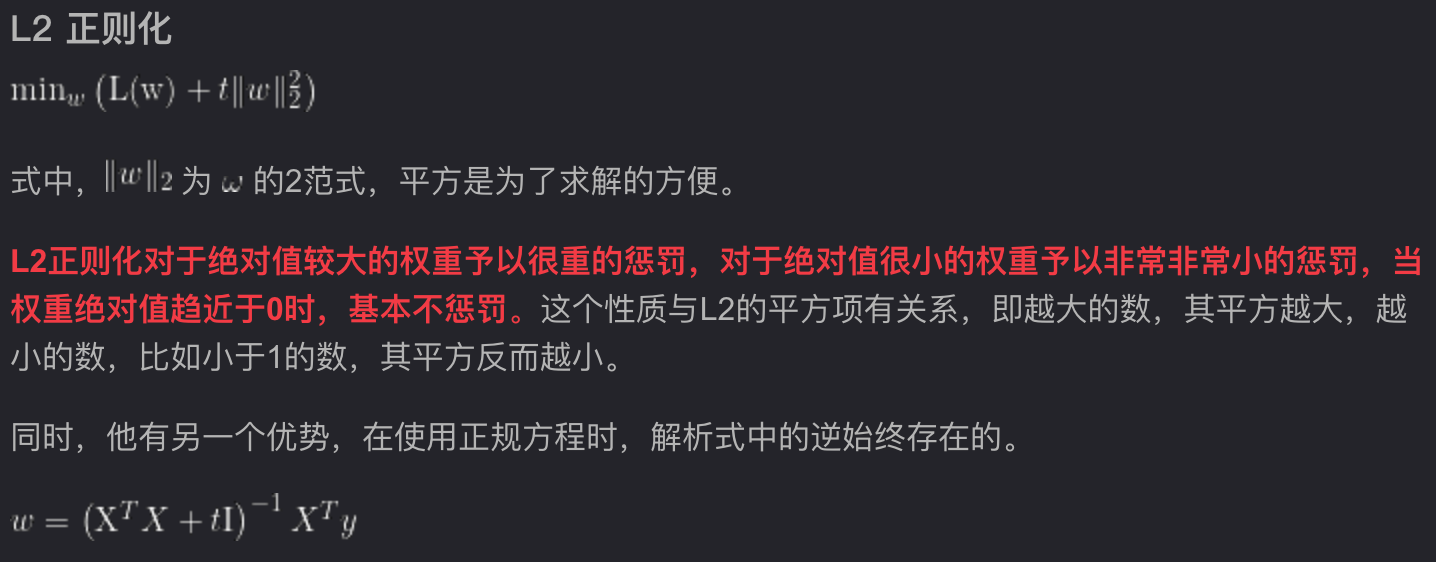 L2 正则化
min_w (L(w) + t‖w‖₂²)
式中，‖w‖₂ 为 ω 的2范式，平方是为了求解的方便。
L2正则化对于绝对值较大的权重予以很重的惩罚，对于绝对值很小的权重予以非常非常小的惩罚，当
权重绝对值趋近于0时，基本不惩罚。这个性质与L2的平方项有关系，即越大的数，其平方越大，越
小的数，比如小于1的数，其平方反而越小。
同时，他有另一个优势，在使用正规方程时，解析式中的逆始终存在的。
w = (X^T X + tI)^{-1} X^T y